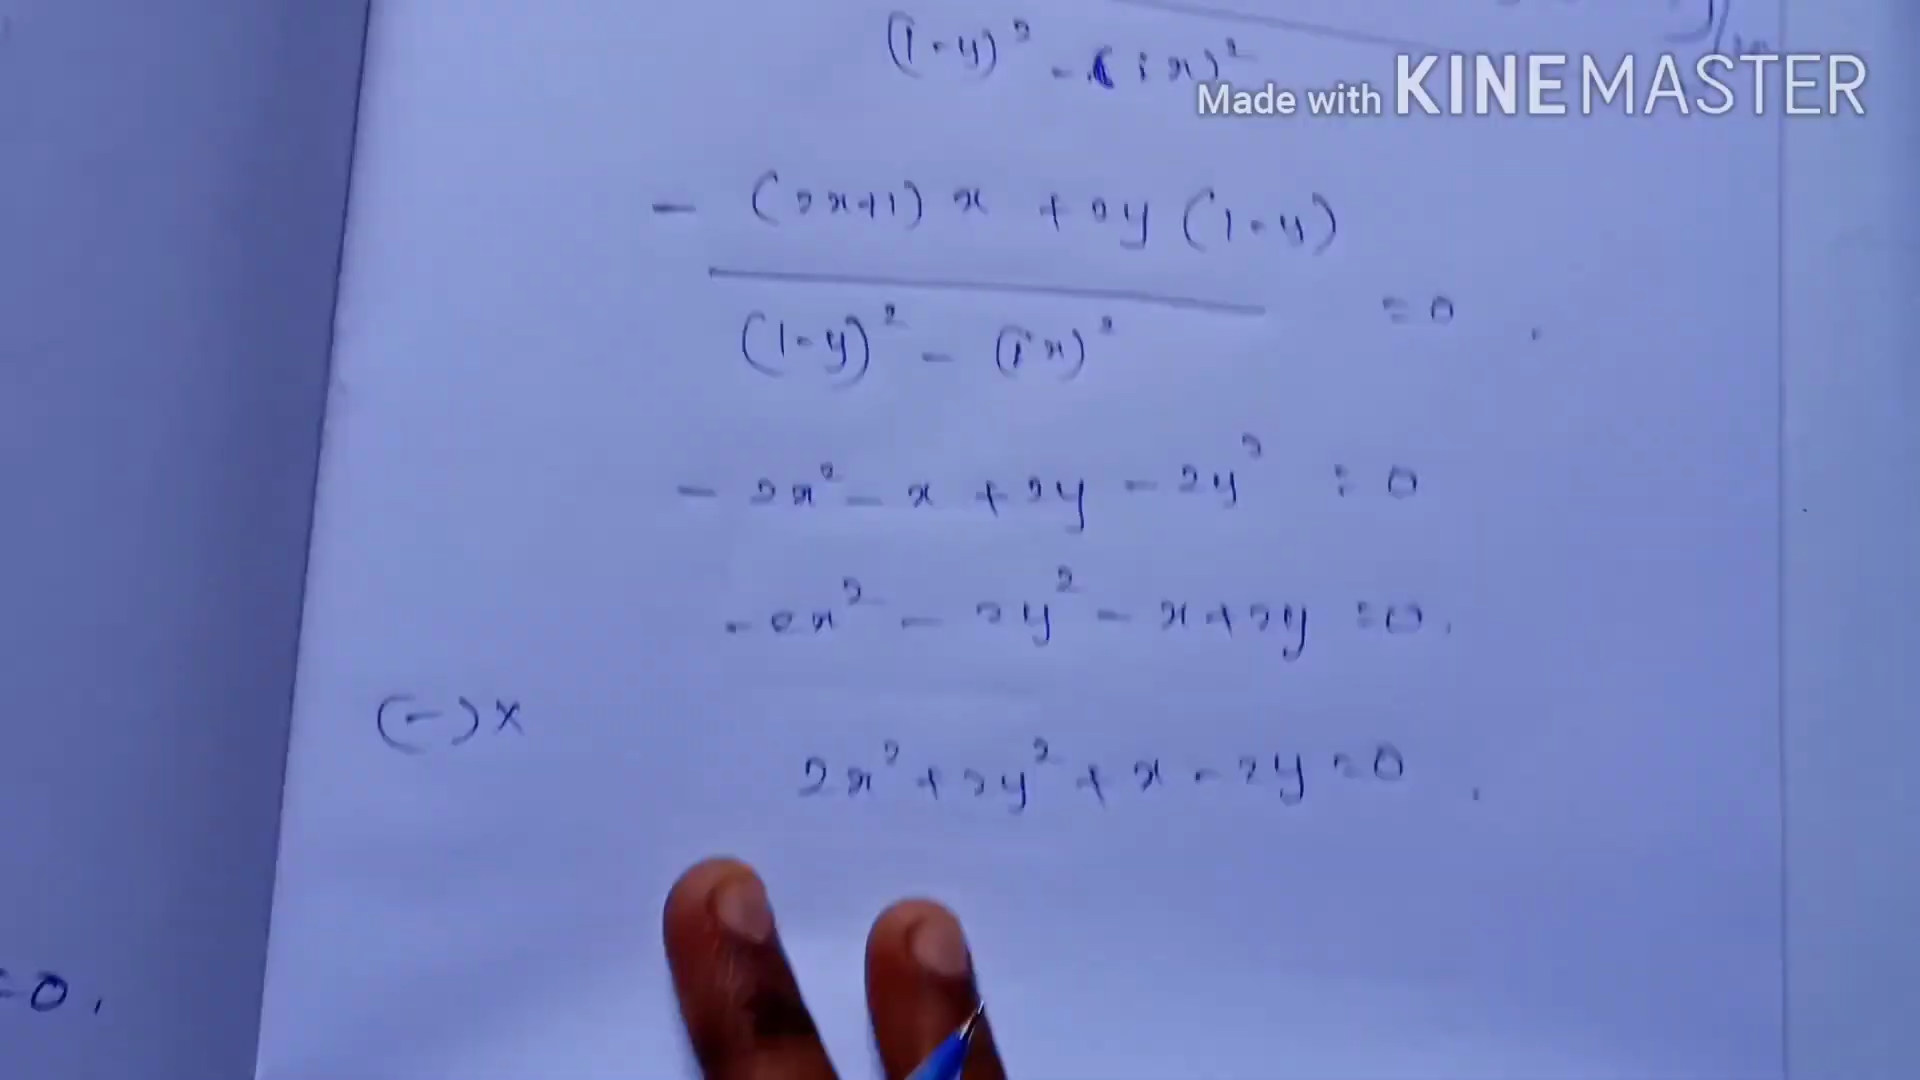 (1-y)² - (ix)²
Made with KINEMASTER
- (2x+1) x + 2y (1-y)
(1-y)² - (ix)² = 0 .
- 2x² - x + 2y - 2y² = 0
- 2x² - 2y² - x + 2y = 0 .
(-) x
2x² + 2y² + x - 2y = 0 .
= 0 .